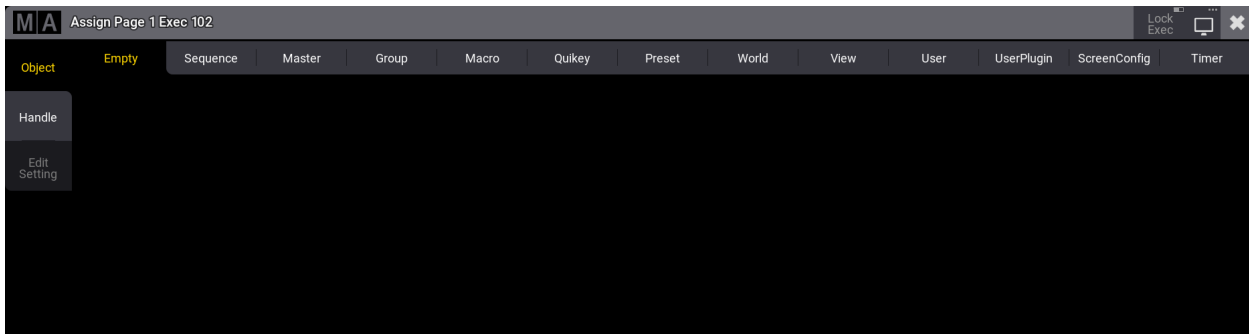 MA Assign Page 1 Exec 102
Lock
Exec
Object
Empty Sequence Master Group Macro Quikey Preset World View User UserPlugin ScreenConfig Timer
Handle
Edit
Setting